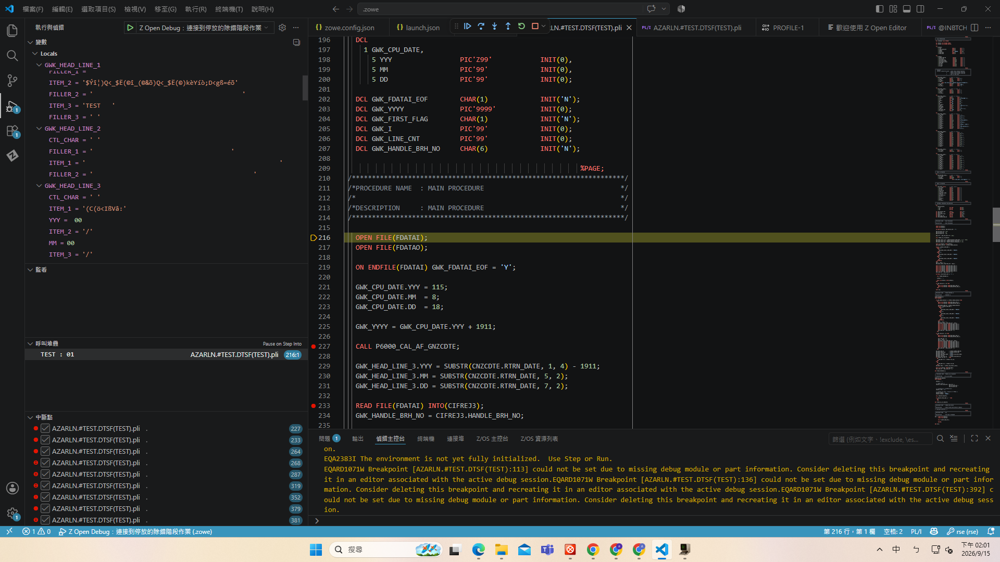 檔案(F) 編輯(E) 選取項目(S) 檢視(V) 移至(G) 執行(R) 終端機(T) 說明(H)
.zowe
執行與偵錯
Z Open Debug：連接到停放的除錯階段作業
zowe.config.json
launch.json
LN.#TEST.DTSF(TEST).pli
PL/I AZARLN.#TEST.DTSF(TEST).pli
PROFILE-1
歡迎使用 Z Open Editor
PL/I @INBTCH
變數
Locals
GWK_HEAD_LINE_1
FILLER_1 = '
ITEM_2 = '$Ýî¦)Q<_$Ë(©î_(©&õ)Q<_$Ë(©)kèYíò;D<gß=éõ'
FILLER_2 = ' '
ITEM_3 = 'TEST   '
FILLER_3 = ' '
GWK_HEAD_LINE_2
CTL_CHAR = ' '
FILLER_1 = ' '
ITEM_1 = ' '
FILLER_2 = ' '
GWK_HEAD_LINE_3
CTL_CHAR = ' '
ITEM_1 = '(C(ö<IßVâ:'
YYY =  00
ITEM_2 = '/'
MM = 00
ITEM_3 = '/'
監看
呼叫堆疊 Pause on Step Into
TEST : 01 AZARLN.#TEST.DTSF(TEST).pli 216:1
中斷點
AZARLN.#TEST.DTSF(TEST).pli . 227
AZARLN.#TEST.DTSF(TEST).pli . 233
AZARLN.#TEST.DTSF(TEST).pli . 264
AZARLN.#TEST.DTSF(TEST).pli . 268
AZARLN.#TEST.DTSF(TEST).pli . 287
AZARLN.#TEST.DTSF(TEST).pli . 319
AZARLN.#TEST.DTSF(TEST).pli . 352
AZARLN.#TEST.DTSF(TEST).pli . 379
AZARLN.#TEST.DTSF(TEST).pli . 381
196 DCL
197 1 GWK_CPU_DATE,
198 5 YYY PIC'Z99' INIT(0),
199 5 MM PIC'99' INIT(0),
200 5 DD PIC'99' INIT(0);
201
202 DCL GWK_FDATAI_EOF CHAR(1) INIT('N');
203 DCL GWK_YYYY PIC'9999' INIT(0);
204 DCL GWK_FIRST_FLAG CHAR(1) INIT('N');
205 DCL GWK_I PIC'99' INIT(0);
206 DCL GWK_LINE_CNT PIC'99' INIT(0);
207 DCL GWK_HANDLE_BRH_NO CHAR(6) INIT('N');
208
209 %PAGE;
210 /********************************************************************/
211 /*PROCEDURE NAME  : MAIN PROCEDURE */
212 /* */
213 /*DESCRIPTION     : MAIN PROCEDURE */
214 /********************************************************************/
215
216 OPEN FILE(FDATAI);
217 OPEN FILE(FDATAO);
218
219 ON ENDFILE(FDATAI) GWK_FDATAI_EOF = 'Y';
220
221 GWK_CPU_DATE.YYY = 115;
222 GWK_CPU_DATE.MM  = 8;
223 GWK_CPU_DATE.DD  = 18;
224
225 GWK_YYYY = GWK_CPU_DATE.YYY + 1911;
226
227 CALL P6000_CAL_AF_GNZCDTE;
228
229 GWK_HEAD_LINE_3.YYY = SUBSTR(CNZCDTE.RTRN_DATE, 1, 4) - 1911;
230 GWK_HEAD_LINE_3.MM = SUBSTR(CNZCDTE.RTRN_DATE, 5, 2);
231 GWK_HEAD_LINE_3.DD = SUBSTR(CNZCDTE.RTRN_DATE, 7, 2);
232
233 READ FILE(FDATAI) INTO(CIFREJ3);
234 GWK_HANDLE_BRH_NO = CIFREJ3.HANDLE_BRH_NO;
235
問題 1 輸出 偵錯主控台 終端機 連接埠 Z/OS 主控台 Z/OS 資源列表
篩選 (例如文字、!exclude, \es...
on.
EQA2383I The environment is not yet fully initialized.  Use Step or Run.
EQARD1071W Breakpoint [AZARLN.#TEST.DTSF(TEST):113] could not be set due to missing debug module or part information. Consider deleting this breakpoint and recreating
it in an editor associated with the active debug session.EQARD1071W Breakpoint [AZARLN.#TEST.DTSF(TEST):136] could not be set due to missing debug module or part infor
mation. Consider deleting this breakpoint and recreating it in an editor associated with the active debug session.EQARD1071W Breakpoint [AZARLN.#TEST.DTSF(TEST):392] c
ould not be set due to missing debug module or part information. Consider deleting this breakpoint and recreating it in an editor associated with the active debug sess
ion.
1 0 Z Open Debug：連接到停放的除錯階段作業 (.zowe)
第 216 行，第 1 欄 空格: 2 PL/I rse (rse)
搜尋
中 ㄅ
下午 02:01
2026/9/15